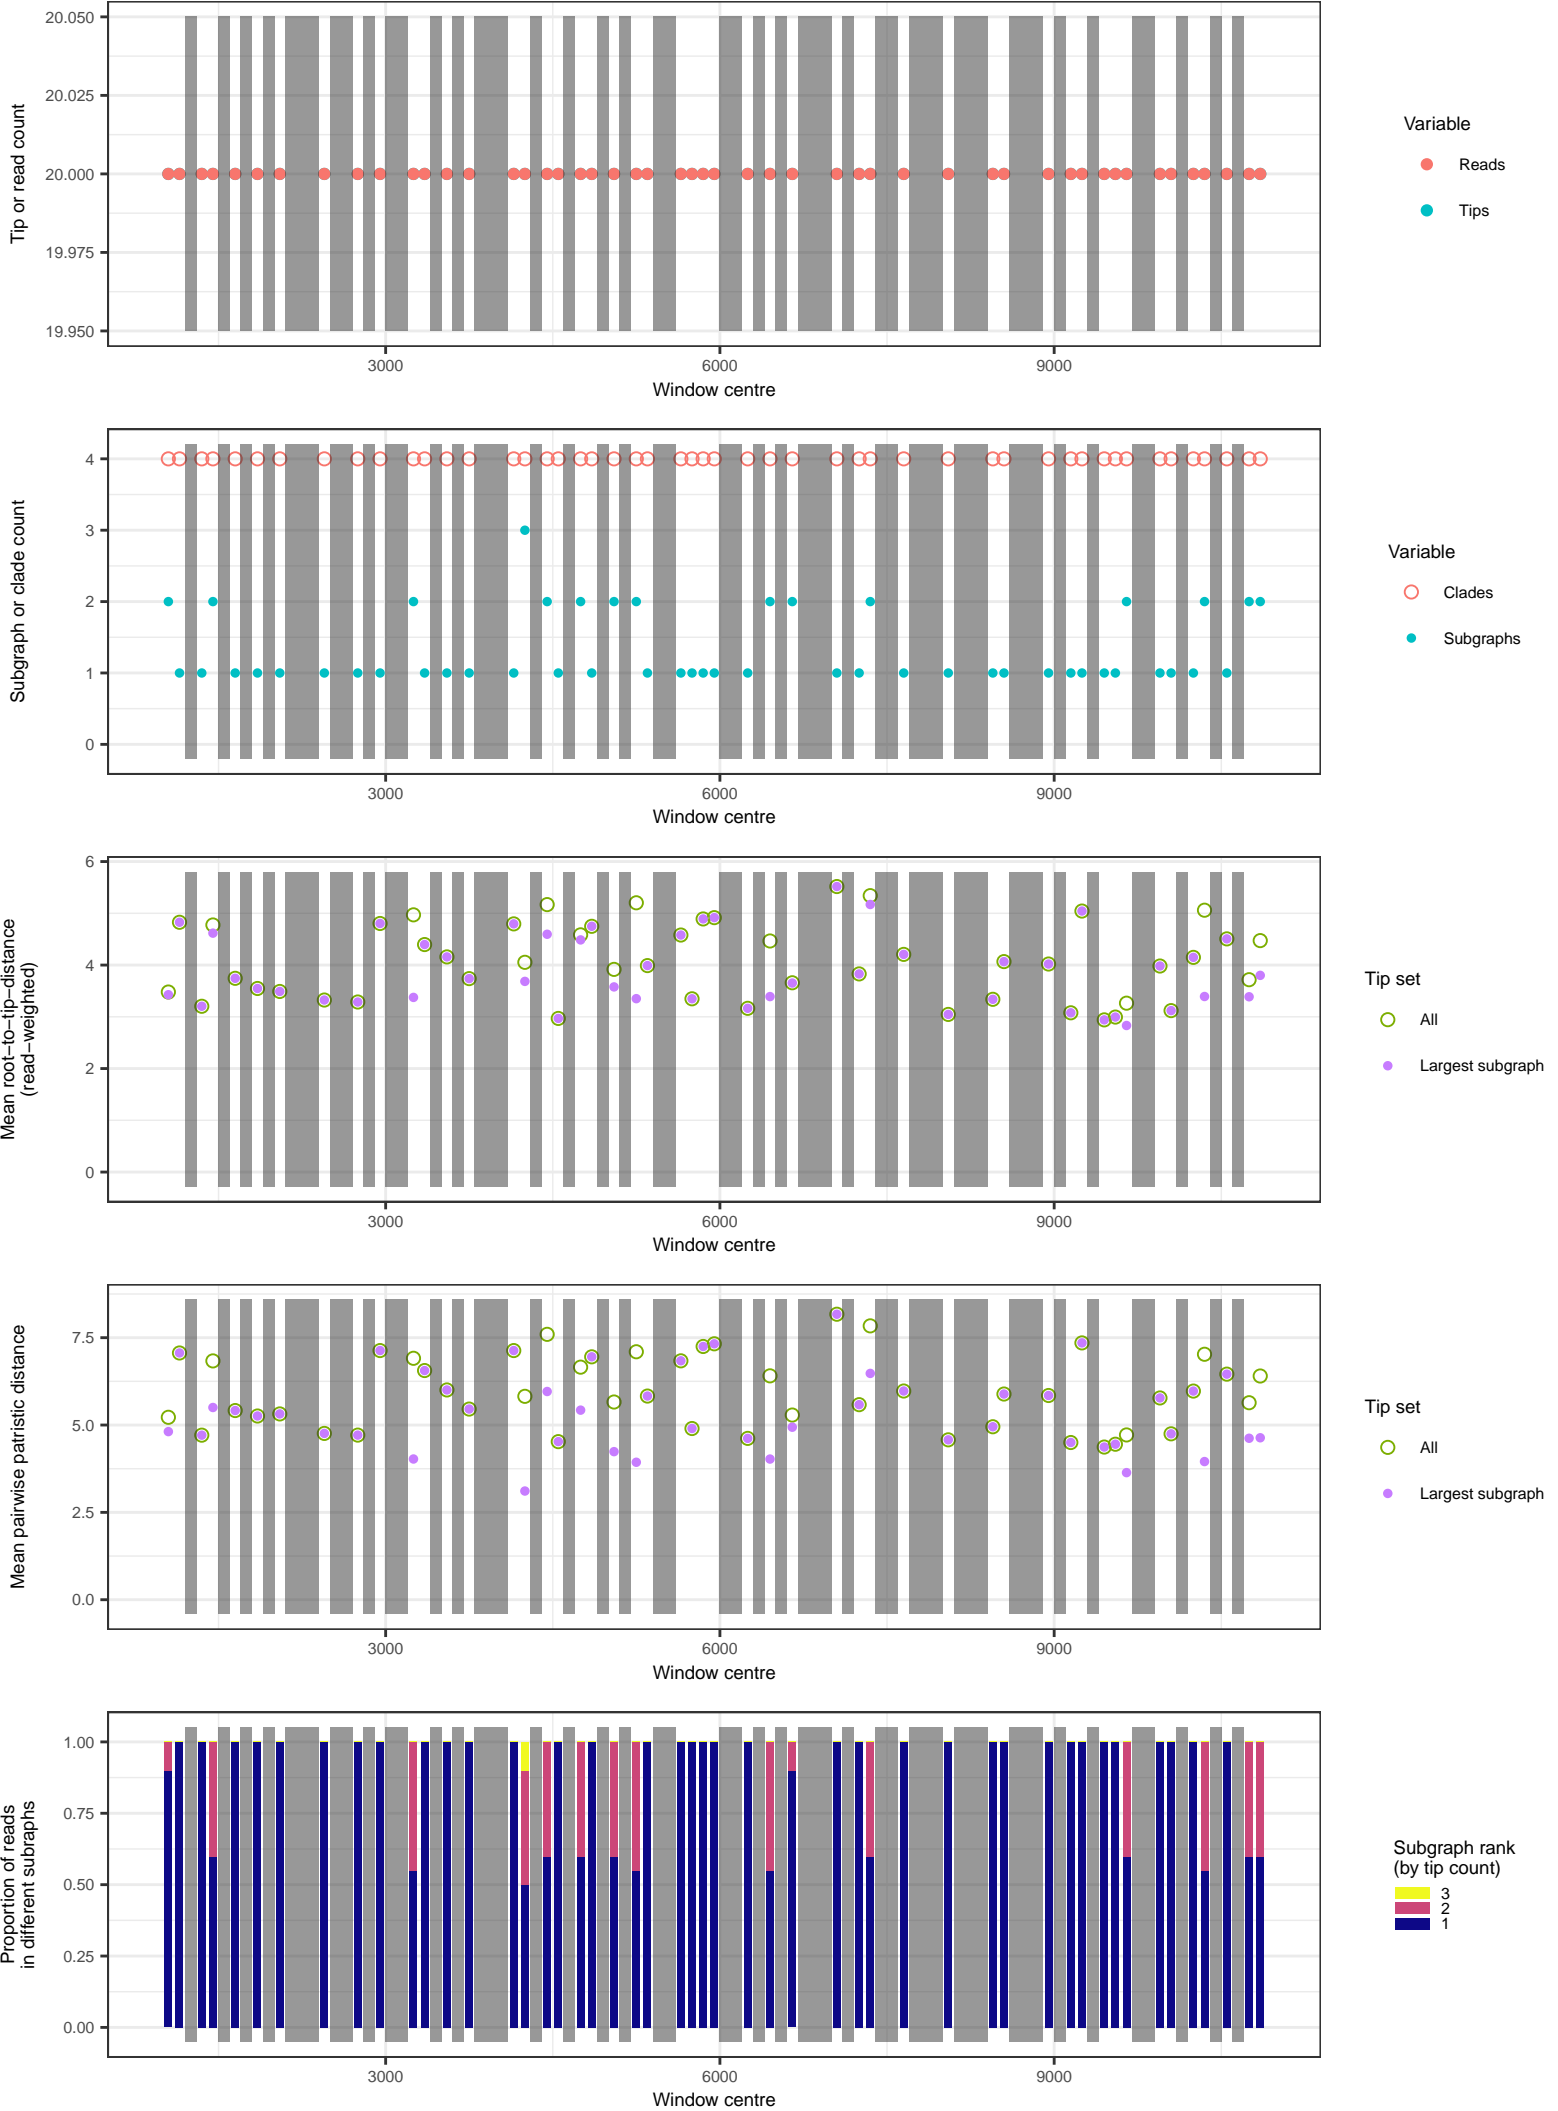 20.050
20.025
20.000
19.975
19.950
Tip or read count
3000
6000
9000
Window centre
Variable
Reads
Tips
4
3
2
1
0
Subgraph or clade count
3000
6000
9000
Window centre
Variable
Clades
Subgraphs
6
4
2
0
Mean root−to−tip−distance
(read−weighted)
3000
6000
9000
Window centre
Tip set
All
Largest subgraph
7.5
5.0
2.5
0.0
Mean pairwise patristic distance
3000
6000
9000
Window centre
Tip set
All
Largest subgraph
1.00
0.75
0.50
0.25
0.00
Proportion of reads
in different subraphs
3000
6000
9000
Window centre
Subgraph rank
(by tip count)
3
2
1